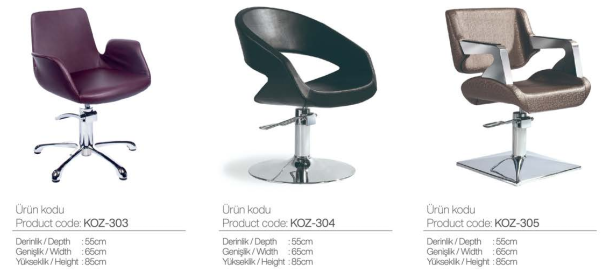 Ürün kodu
Product code: KOZ-303
Derinlik / Depth : 55cm
Genişlik / Width : 65cm
Yükseklik / Height : 85cm
Ürün kodu
Product code: KOZ-304
Derinlik / Depth : 55cm
Genişlik / Width : 65cm
Yükseklik / Height : 85cm
Ürün kodu
Product code: KOZ-305
Derinlik / Depth : 55cm
Genişlik / Width : 65cm
Yükseklik / Height : 85cm